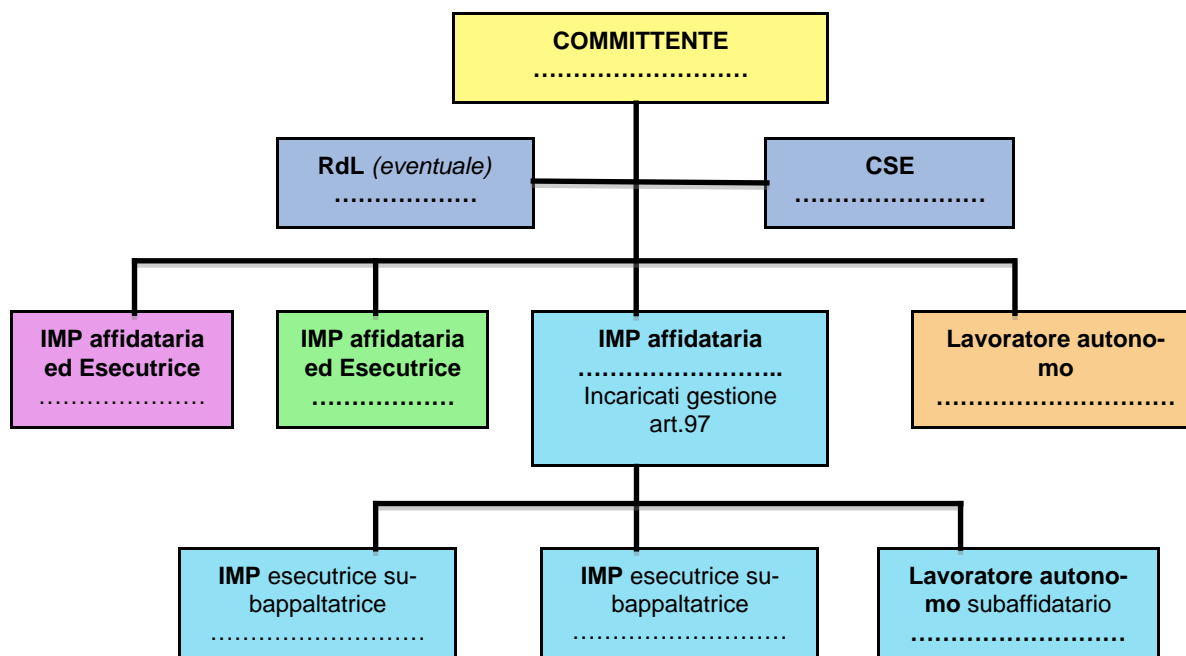 COMMITTENTE
………………………
RdL (eventuale)
………………
CSE
……………………
IMP affidataria
ed Esecutrice
…………………
IMP affidataria
ed Esecutrice
………………
IMP affidataria
……………………..
Incaricati gestione
art.97
Lavoratore autono-
mo
…………………………
IMP esecutrice su-
bappaltatrice
………………………
IMP esecutrice su-
bappaltatrice
………………………
Lavoratore autono-
mo subaffidatario
………………………